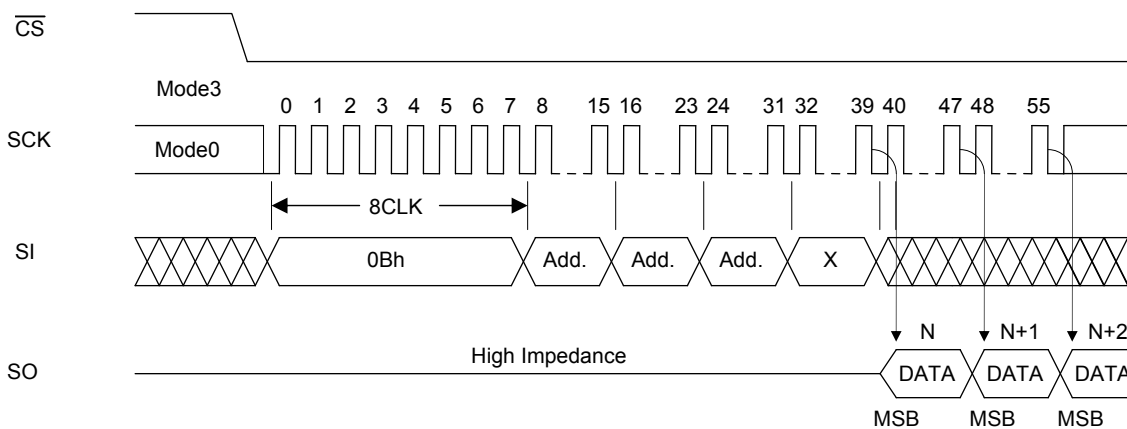 CS
Mode3
0 1 2 3 4 5 6 7 8 15 16 23 24 31 32 39 40 47 48 55
SCK
Mode0
8CLK
SI
0Bh Add. Add. Add. X
N N+1 N+2
High Impedance
SO
DATA DATA DATA
MSB MSB MSB